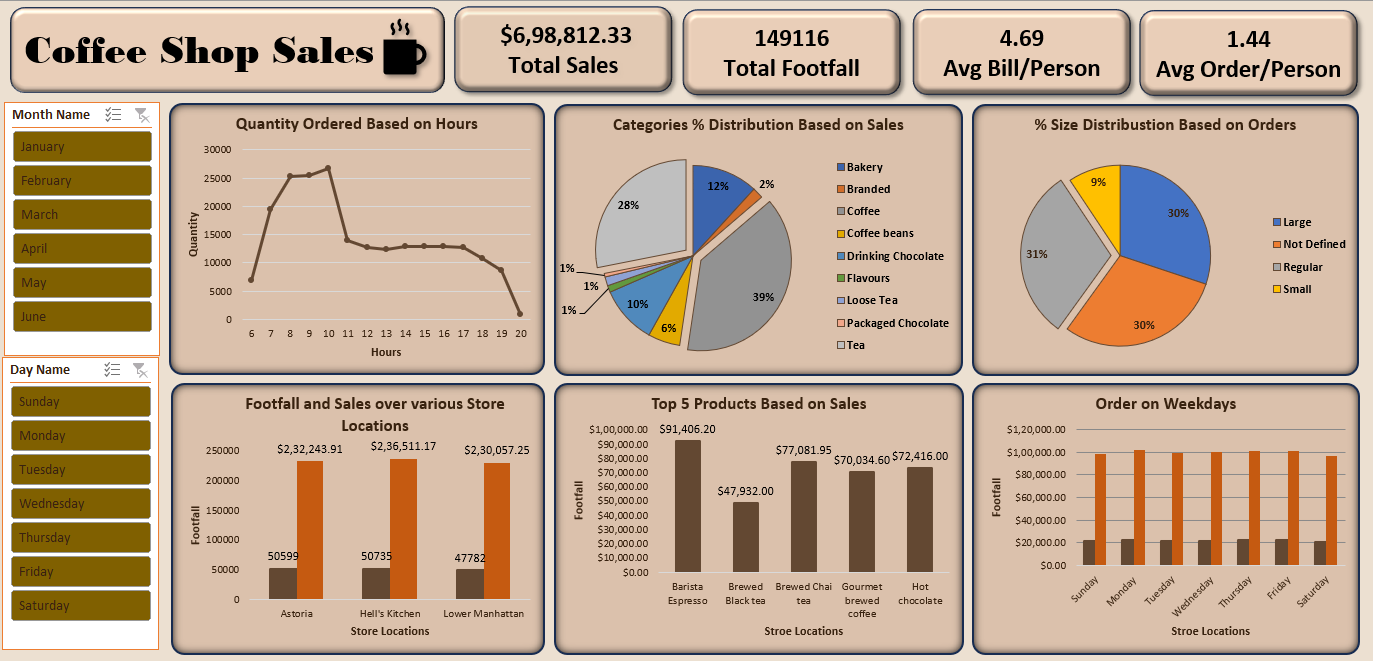 Coffee Shop Sales
$6,98,812.33
Total Sales
149116
Total Footfall
4.69
Avg Bill/Person
1.44
Avg Order/Person
Month Name
January
February
March
April
May
June
Day Name
Sunday
Monday
Tuesday
Wednesday
Thursday
Friday
Saturday
Quantity Ordered Based on Hours
30000
25000
20000
15000
10000
5000
0
Quantity
6 7 8 9 10 11 12 13 14 15 16 17 18 19 20
Hours
Categories % Distribution Based on Sales
12%
2%
39%
6%
10%
1%
1%
1%
28%
Bakery
Branded
Coffee
Coffee beans
Drinking Chocolate
Flavours
Loose Tea
Packaged Chocolate
Tea
% Size Distribustion Based on Orders
9%
30%
31%
30%
Large
Not Defined
Regular
Small
Footfall and Sales over various Store
Locations
250000
200000
150000
100000
50000
0
Footfall
$2,32,243.91
$2,36,511.17
$2,30,057.25
50599
50735
47782
Astoria
Hell's Kitchen
Lower Manhattan
Store Locations
Top 5 Products Based on Sales
$1,00,000.00
$90,000.00
$80,000.00
$70,000.00
$60,000.00
$50,000.00
$40,000.00
$30,000.00
$20,000.00
$10,000.00
$0.00
Footfall
$91,406.20
$47,932.00
$77,081.95
$70,034.60
$72,416.00
Barista
Espresso
Brewed
Black tea
Brewed Chai
tea
Gourmet
brewed
coffee
Hot
chocolate
Stroe Locations
Order on Weekdays
$1,20,000.00
$1,00,000.00
$80,000.00
$60,000.00
$40,000.00
$20,000.00
$0.00
Footfall
Sunday
Monday
Tuesday
Wednesday
Thursday
Friday
Saturday
Stroe Locations